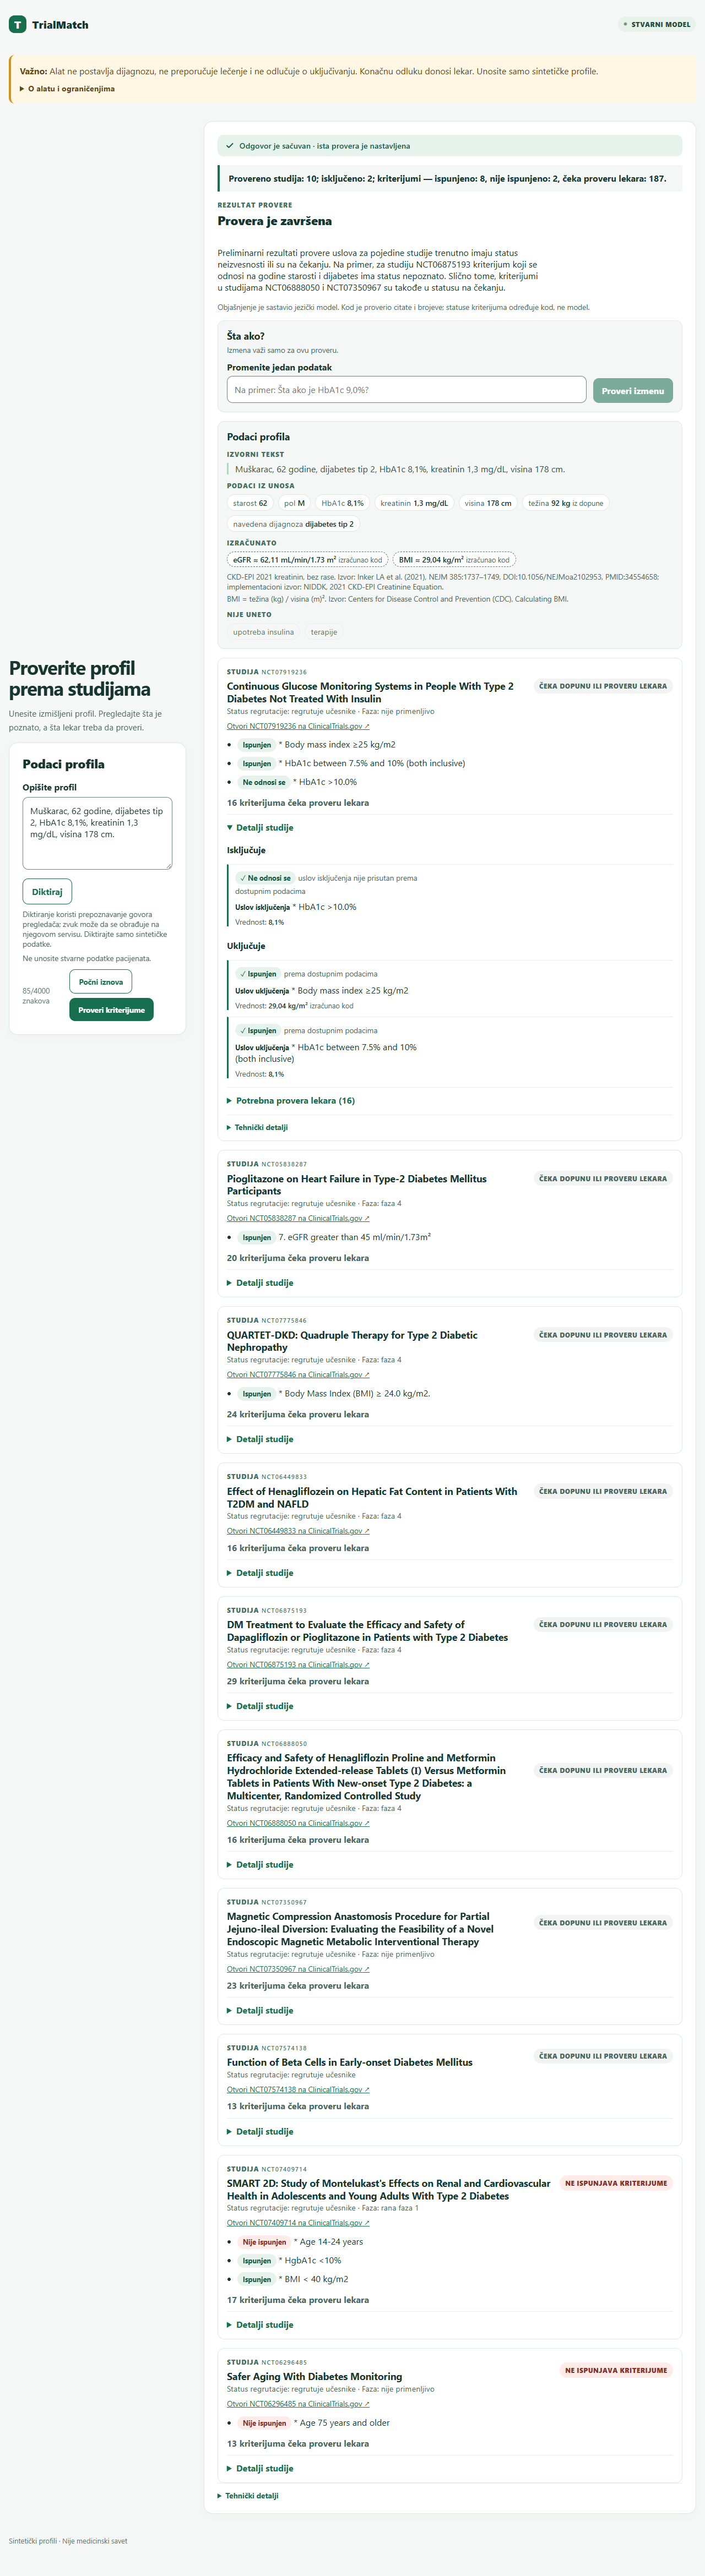 T TrialMatch
STVARNI MODEL
Važno: Alat ne postavlja dijagnozu, ne preporučuje lečenje i ne odlučuje o uključivanju. Konačnu odluku donosi lekar. Unosite samo sintetičke profile.
▶ O alatu i ograničenjima
Proverite profil
prema studijama
Unesite izmišljeni profil. Pregledajte šta je
poznato, a šta lekar treba da proveri.
Podaci profila
Opišite profil
Muškarac, 62 godine, dijabetes tip
2, HbA1c 8,1%, kreatinin 1,3
mg/dL, visina 178 cm.
Diktiraj
Diktiranje koristi prepoznavanje govora
pregledača; zvuk može da se obrađuje na
njegovom servisu. Diktirajte samo sintetičke
podatke.
Ne unosite stvarne podatke pacijenata.
85/4000
znakova
Počni iznova
Proveri kriterijume
✓ Odgovor je sačuvan · ista provera je nastavljena
Provereno studija: 10; isključeno: 2; kriterijumi — ispunjeno: 8, nije ispunjeno: 2, čeka proveru lekara: 187.
REZULTAT PROVERE
Provera je završena
Preliminarni rezultati provere uslova za pojedine studije trenutno imaju status
neizvesnosti ili su na čekanju. Na primer, za studiju NCT06875193 kriterijum koji se
odnosi na godine starosti i dijabetes ima status nepoznato. Slično tome, kriterijumi
u studijama NCT06888050 i NCT07350967 su takođe u statusu na čekanju.
Objašnjenje je sastavio jezički model. Kod je proverio citate i brojeve; statuse kriterijuma određuje kod, ne model.
Šta ako?
Izmena važi samo za ovu proveru.
Promenite jedan podatak
Na primer: Šta ako je HbA1c 9,0%?
Proveri izmenu
Podaci profila
IZVORNI TEKST
Muškarac, 62 godine, dijabetes tip 2, HbA1c 8,1%, kreatinin 1,3 mg/dL, visina 178 cm.
PODACI IZ UNOSA
starost 62
pol M
HbA1c 8,1%
kreatinin 1,3 mg/dL
visina 178 cm
težina 92 kg iz dopune
navedena dijagnoza dijabetes tip 2
IZRAČUNATO
eGFR = 62,11 mL/min/1.73 m² izračunao kod
BMI = 29,04 kg/m² izračunao kod
CKD-EPI 2021 kreatinin, bez rase. Izvor: Inker LA et al. (2021), NEJM 385:1737–1749, DOI:10.1056/NEJMoa2102953, PMID:34554658;
implementacioni izvor: NIDDK, 2021 CKD-EPI Creatinine Equation.
BMI = težina (kg) / visina (m)². Izvor: Centers for Disease Control and Prevention (CDC), Calculating BMI.
NIJE UNETO
upotreba insulina
terapije
STUDIJA NCT07919236
Continuous Glucose Monitoring Systems in People With Type 2
Diabetes Not Treated With Insulin
ČEKA DOPUNU ILI PROVERU LEKARA
Status regrutacije: regrutuje učesnike · Faza: nije primenljivo
Otvori NCT07919236 na ClinicalTrials.gov ↗
• Ispunjen * Body mass index ≥25 kg/m2
• Ispunjen * HbA1c between 7.5% and 10% (both inclusive)
• Ne odnosi se * HbA1c >10.0%
16 kriterijuma čeka proveru lekara
▼ Detalji studije
Isključuje
✓ Ne odnosi se uslov isključenja nije prisutan prema
dostupnim podacima
Uslov isključenja * HbA1c >10.0%
Vrednost: 8,1%
Uključuje
✓ Ispunjen prema dostupnim podacima
Uslov uključenja * Body mass index ≥25 kg/m2
Vrednost: 29,04 kg/m² izračunao kod
✓ Ispunjen prema dostupnim podacima
Uslov uključenja * HbA1c between 7.5% and 10%
(both inclusive)
Vrednost: 8,1%
▶ Potrebna provera lekara (16)
▶ Tehnički detalji
STUDIJA NCT05838287
Pioglitazone on Heart Failure in Type-2 Diabetes Mellitus
Participants
ČEKA DOPUNU ILI PROVERU LEKARA
Status regrutacije: regrutuje učesnike · Faza: faza 4
Otvori NCT05838287 na ClinicalTrials.gov ↗
• Ispunjen 7. eGFR greater than 45 ml/min/1.73m²
20 kriterijuma čeka proveru lekara
▶ Detalji studije
STUDIJA NCT07775846
QUARTET-DKD: Quadruple Therapy for Type 2 Diabetic
Nephropathy
ČEKA DOPUNU ILI PROVERU LEKARA
Status regrutacije: regrutuje učesnike · Faza: faza 4
Otvori NCT07775846 na ClinicalTrials.gov ↗
• Ispunjen * Body Mass Index (BMI) ≥ 24.0 kg/m2.
24 kriterijuma čeka proveru lekara
▶ Detalji studije
STUDIJA NCT06449833
Effect of Henagliflozein on Hepatic Fat Content in Patients With
T2DM and NAFLD
ČEKA DOPUNU ILI PROVERU LEKARA
Status regrutacije: regrutuje učesnike · Faza: faza 4
Otvori NCT06449833 na ClinicalTrials.gov ↗
16 kriterijuma čeka proveru lekara
▶ Detalji studije
STUDIJA NCT06875193
DM Treatment to Evaluate the Efficacy and Safety of
Dapagliflozin or Pioglitazone in Patients with Type 2 Diabetes
ČEKA DOPUNU ILI PROVERU LEKARA
Status regrutacije: regrutuje učesnike · Faza: faza 4
Otvori NCT06875193 na ClinicalTrials.gov ↗
29 kriterijuma čeka proveru lekara
▶ Detalji studije
STUDIJA NCT06888050
Efficacy and Safety of Henagliflozin Proline and Metformin
Hydrochloride Extended-release Tablets (Ⅰ) Versus Metformin
Tablets in Patients With New-onset Type 2 Diabetes: a
Multicenter, Randomized Controlled Study
ČEKA DOPUNU ILI PROVERU LEKARA
Status regrutacije: regrutuje učesnike · Faza: faza 4
Otvori NCT06888050 na ClinicalTrials.gov ↗
16 kriterijuma čeka proveru lekara
▶ Detalji studije
STUDIJA NCT07350967
Magnetic Compression Anastomosis Procedure for Partial
Jejuno-ileal Diversion: Evaluating the Feasibility of a Novel
Endoscopic Magnetic Metabolic Interventional Therapy
ČEKA DOPUNU ILI PROVERU LEKARA
Status regrutacije: regrutuje učesnike · Faza: nije primenljivo
Otvori NCT07350967 na ClinicalTrials.gov ↗
23 kriterijuma čeka proveru lekara
▶ Detalji studije
STUDIJA NCT07574138
Function of Beta Cells in Early-onset Diabetes Mellitus
ČEKA DOPUNU ILI PROVERU LEKARA
Status regrutacije: regrutuje učesnike
Otvori NCT07574138 na ClinicalTrials.gov ↗
13 kriterijuma čeka proveru lekara
▶ Detalji studije
STUDIJA NCT07409714
SMART 2D: Study of Montelukast's Effects on Renal and Cardiovascular
Health in Adolescents and Young Adults With Type 2 Diabetes
NE ISPUNJAVA KRITERIJUME
Status regrutacije: regrutuje učesnike · Faza: rana faza 1
Otvori NCT07409714 na ClinicalTrials.gov ↗
• Nije ispunjen * Age 14-24 years
• Ispunjen * HgbA1c <10%
• Ispunjen * BMI < 40 kg/m2
17 kriterijuma čeka proveru lekara
▶ Detalji studije
STUDIJA NCT06296485
Safer Aging With Diabetes Monitoring
NE ISPUNJAVA KRITERIJUME
Status regrutacije: regrutuje učesnike · Faza: nije primenljivo
Otvori NCT06296485 na ClinicalTrials.gov ↗
• Nije ispunjen * Age 75 years and older
13 kriterijuma čeka proveru lekara
▶ Detalji studije
▶ Tehnički detalji
Sintetički profili · Nije medicinski savet